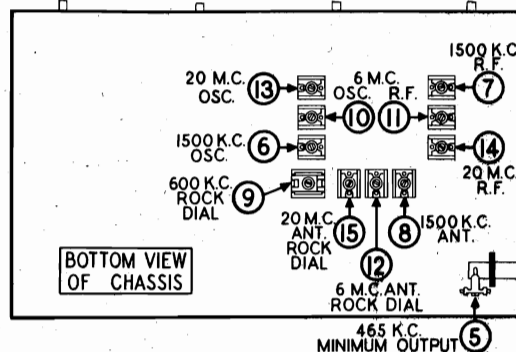 1500 K.C.
R.F.
7
20 M.C.
OSC.
13
6 M.C.
OSC.
R.F.
10
11
1500 K.C.
OSC.
6
14
20 M.C.
R.F.
600 K.C.
ROCK
DIAL
9
20 M.C.
ANT.
ROCK
DIAL
15
8
1500 K.C.
ANT.
12
6 M.C. ANT.
ROCK DIAL
BOTTOM VIEW
OF CHASSIS
465 K.C.
MINIMUM OUTPUT
5